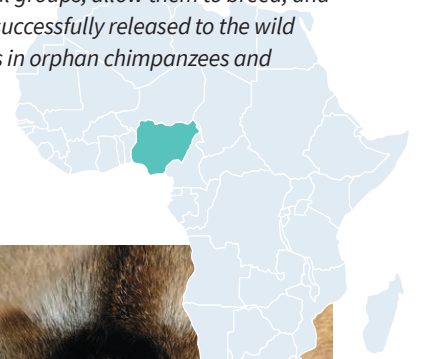 groups, allow them to breed, and
successfully released to the wild
in orphan chimpanzees and